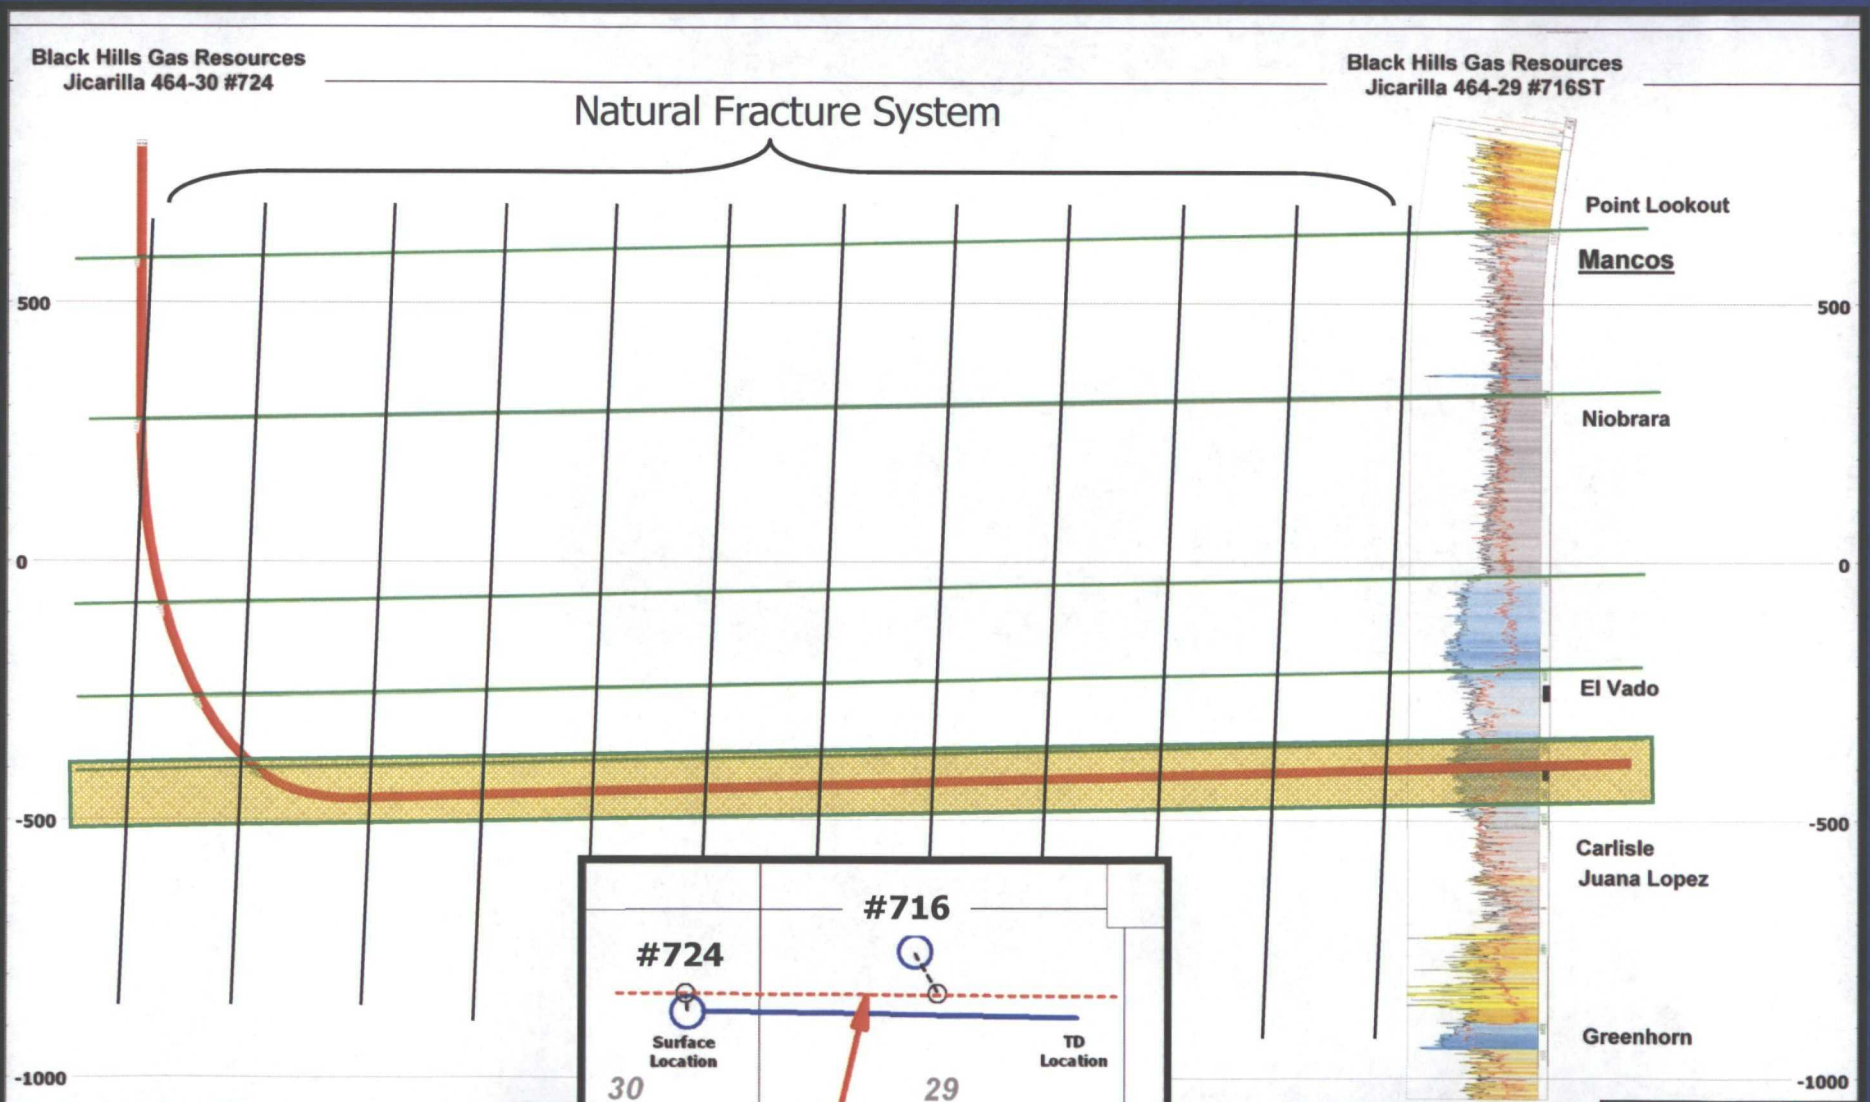 Black Hills Gas Resources
Jicarilla 464-30 #724
Black Hills Gas Resources
Jicarilla 464-29 #716ST
Natural Fracture System
Point Lookout
Mancos
500
500
Niobrara
0
0
El Vado
-500
-500
Carlisle
Juana Lopez
#716
#724
Greenhorn
Surface
Location
TD
Location
30
29
-1000
-1000